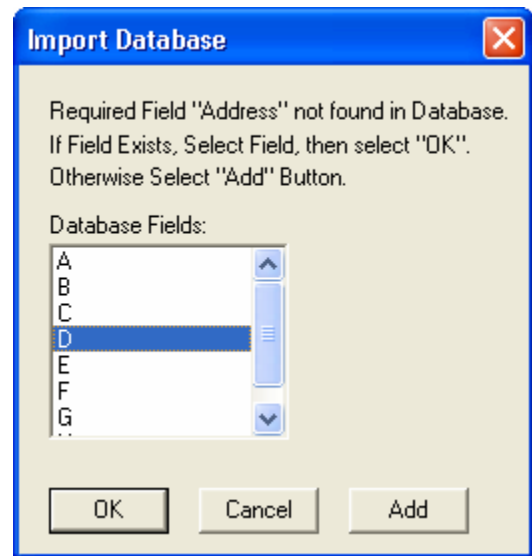 Import Database
Required Field "Address" not found in Database.
If Field Exists, Select Field, then select "OK".
Otherwise Select "Add" Button.
Database Fields:
A
B
C
D
E
F
G
OK
Cancel
Add